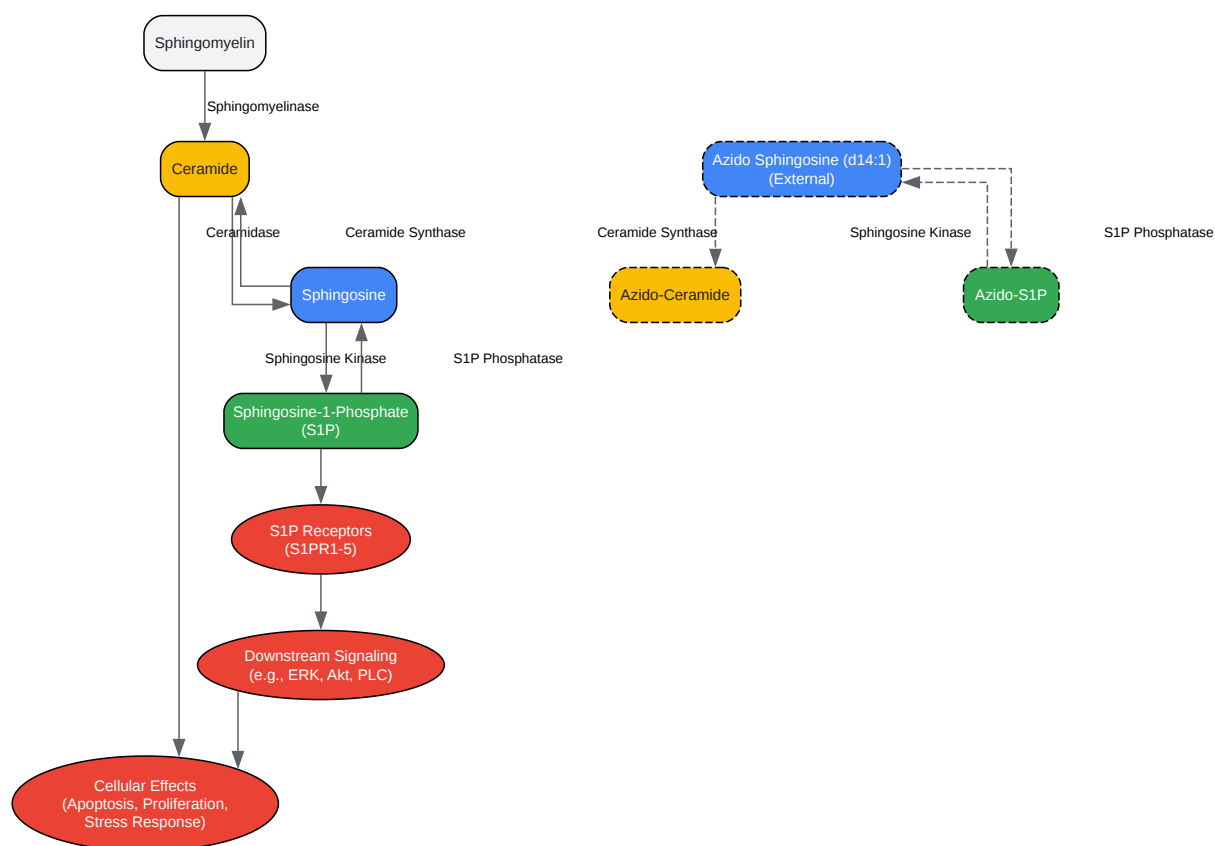 Sphingomyelin
Sphingomyelinase
Ceramide
Azido Sphingosine (d14:1)
(External)
Ceramidase
Ceramide Synthase
Ceramide Synthase
Sphingosine Kinase
S1P Phosphatase
Sphingosine
Azido-Ceramide
Azido-S1P
Sphingosine Kinase
S1P Phosphatase
Sphingosine-1-Phosphate
(S1P)
S1P Receptors
(S1PR1-5)
Downstream Signaling
(e.g., ERK, Akt, PLC)
Cellular Effects
(Apoptosis, Proliferation,
Stress Response)